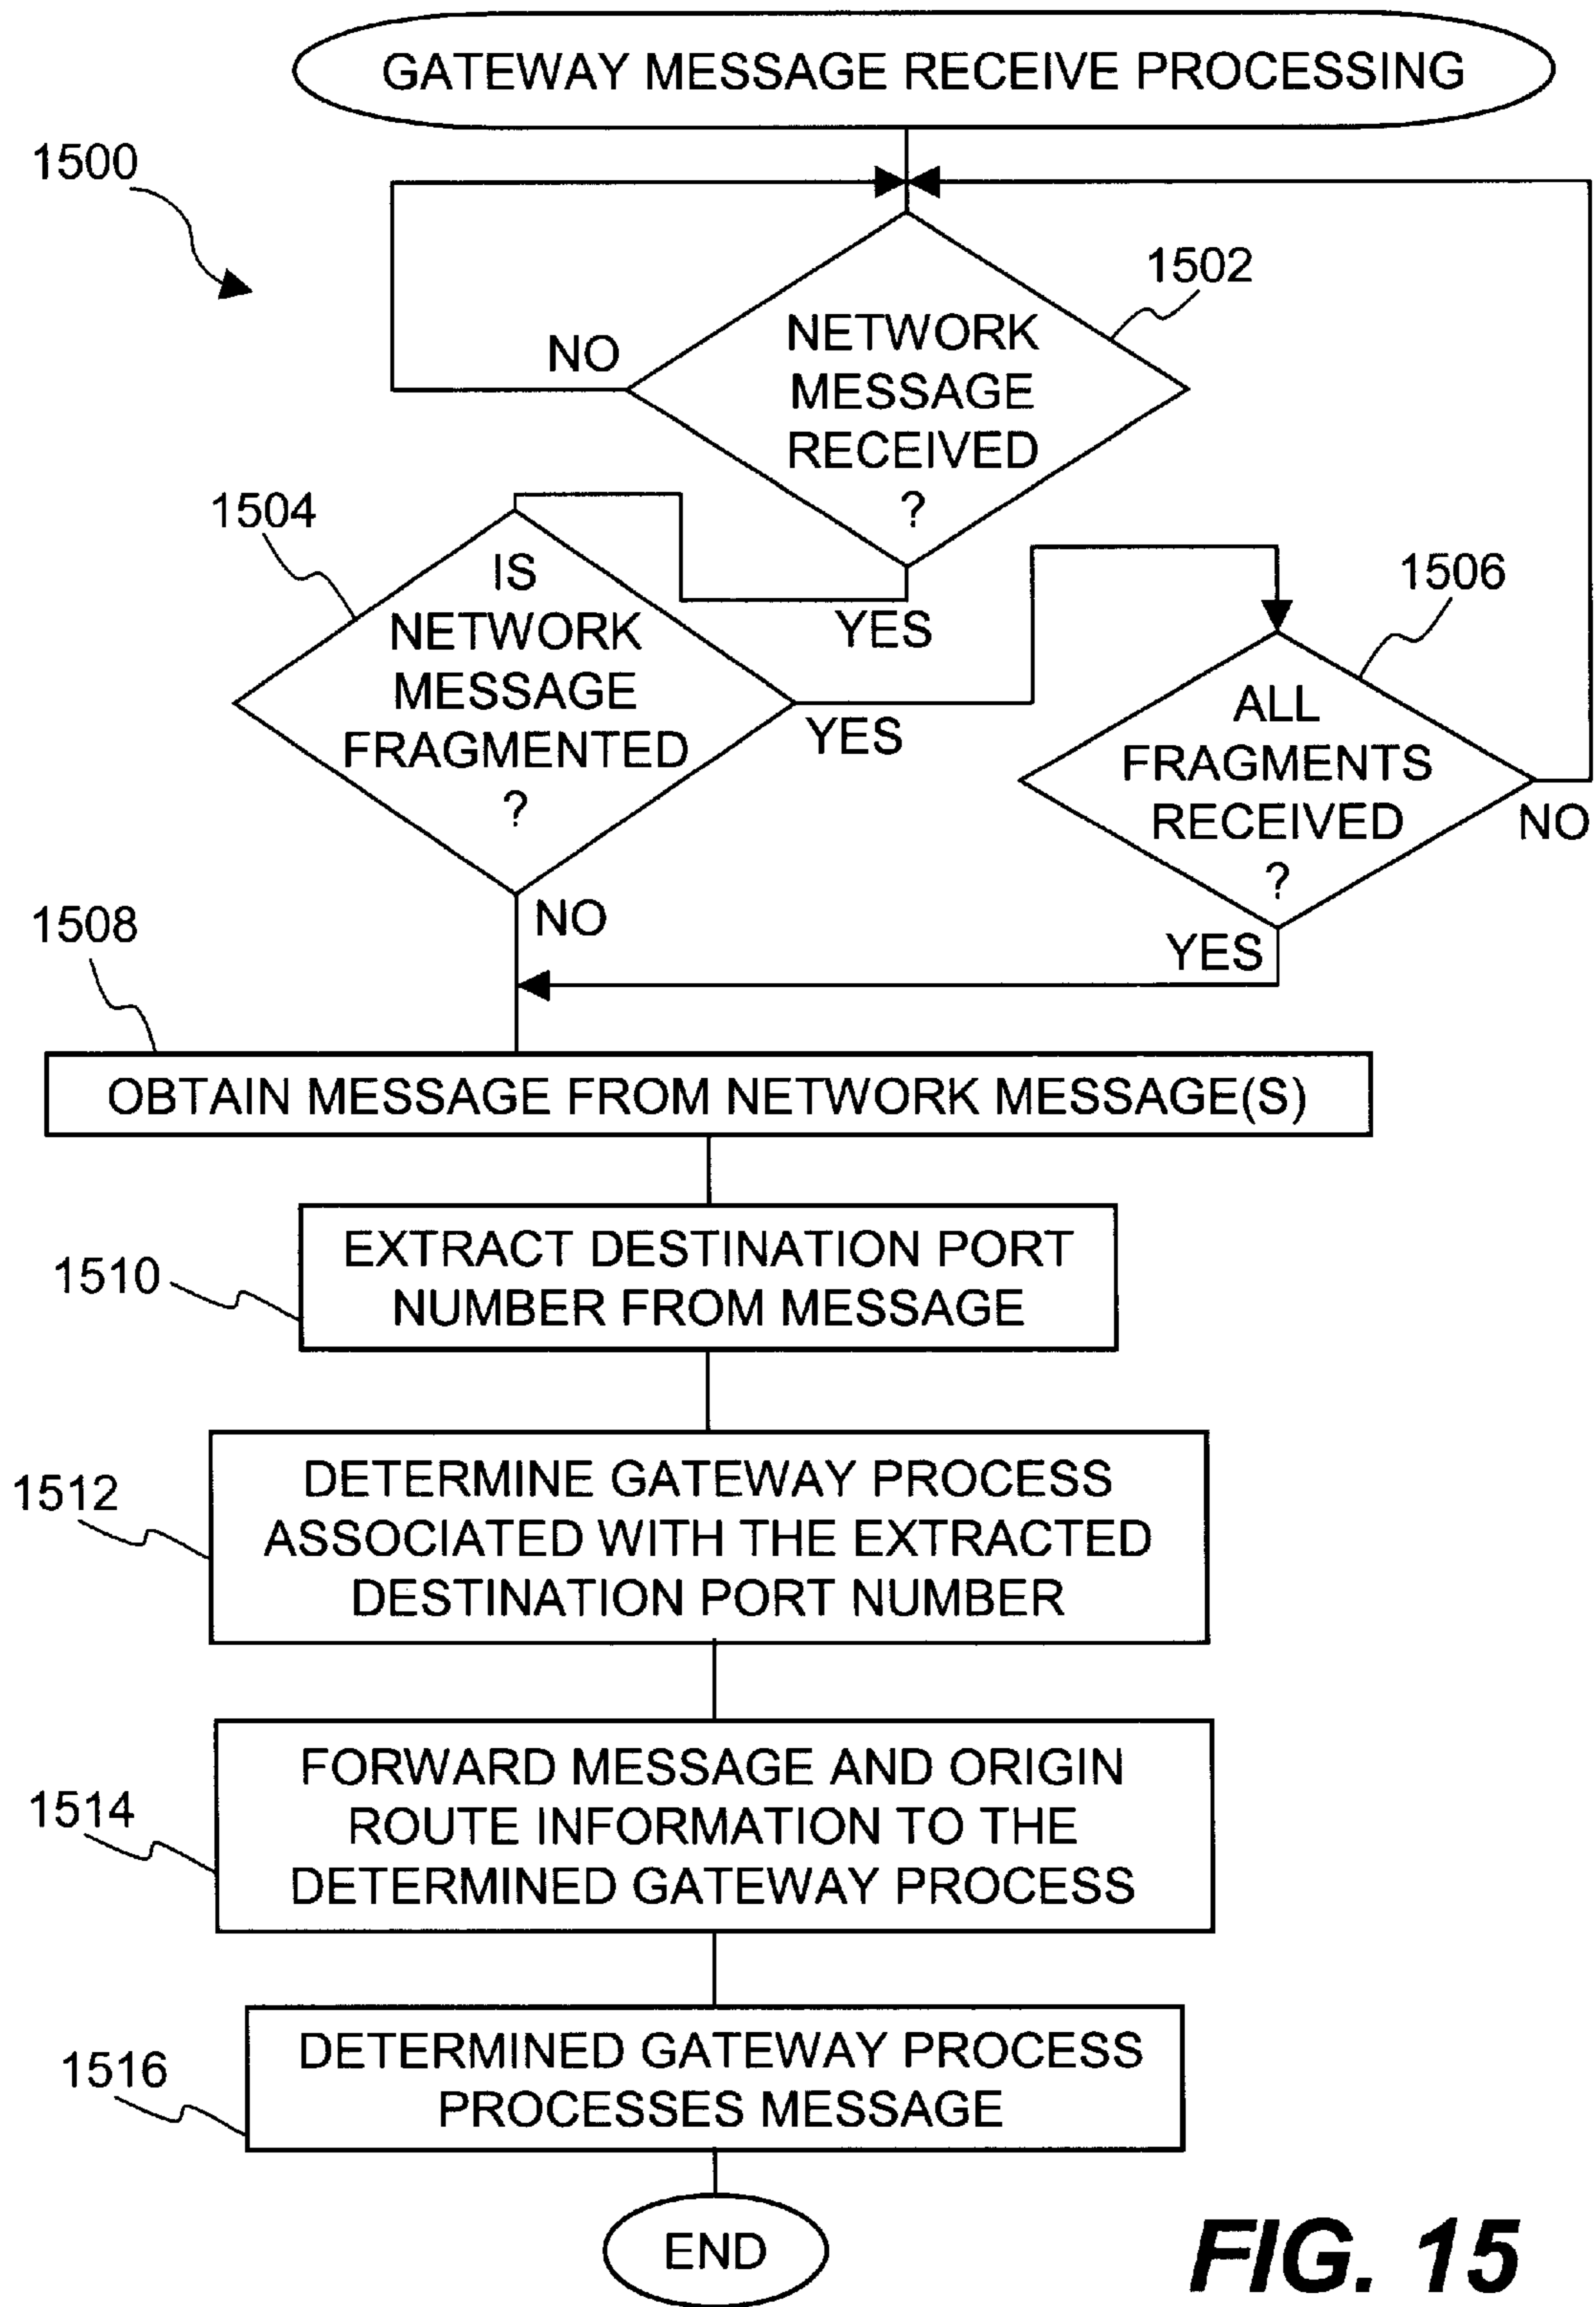 GATEWAY MESSAGE RECEIVE PROCESSING
1500
1502
NETWORK
MESSAGE
RECEIVED
?
NO
YES
1504
IS
NETWORK
MESSAGE
FRAGMENTED
?
YES
NO
1506
ALL
FRAGMENTS
RECEIVED
?
NO
YES
1508
OBTAIN MESSAGE FROM NETWORK MESSAGE(S)
1510
EXTRACT DESTINATION PORT
NUMBER FROM MESSAGE
1512
DETERMINE GATEWAY PROCESS
ASSOCIATED WITH THE EXTRACTED
DESTINATION PORT NUMBER
1514
FORWARD MESSAGE AND ORIGIN
ROUTE INFORMATION TO THE
DETERMINED GATEWAY PROCESS
1516
DETERMINED GATEWAY PROCESS
PROCESSES MESSAGE
END
FIG. 15